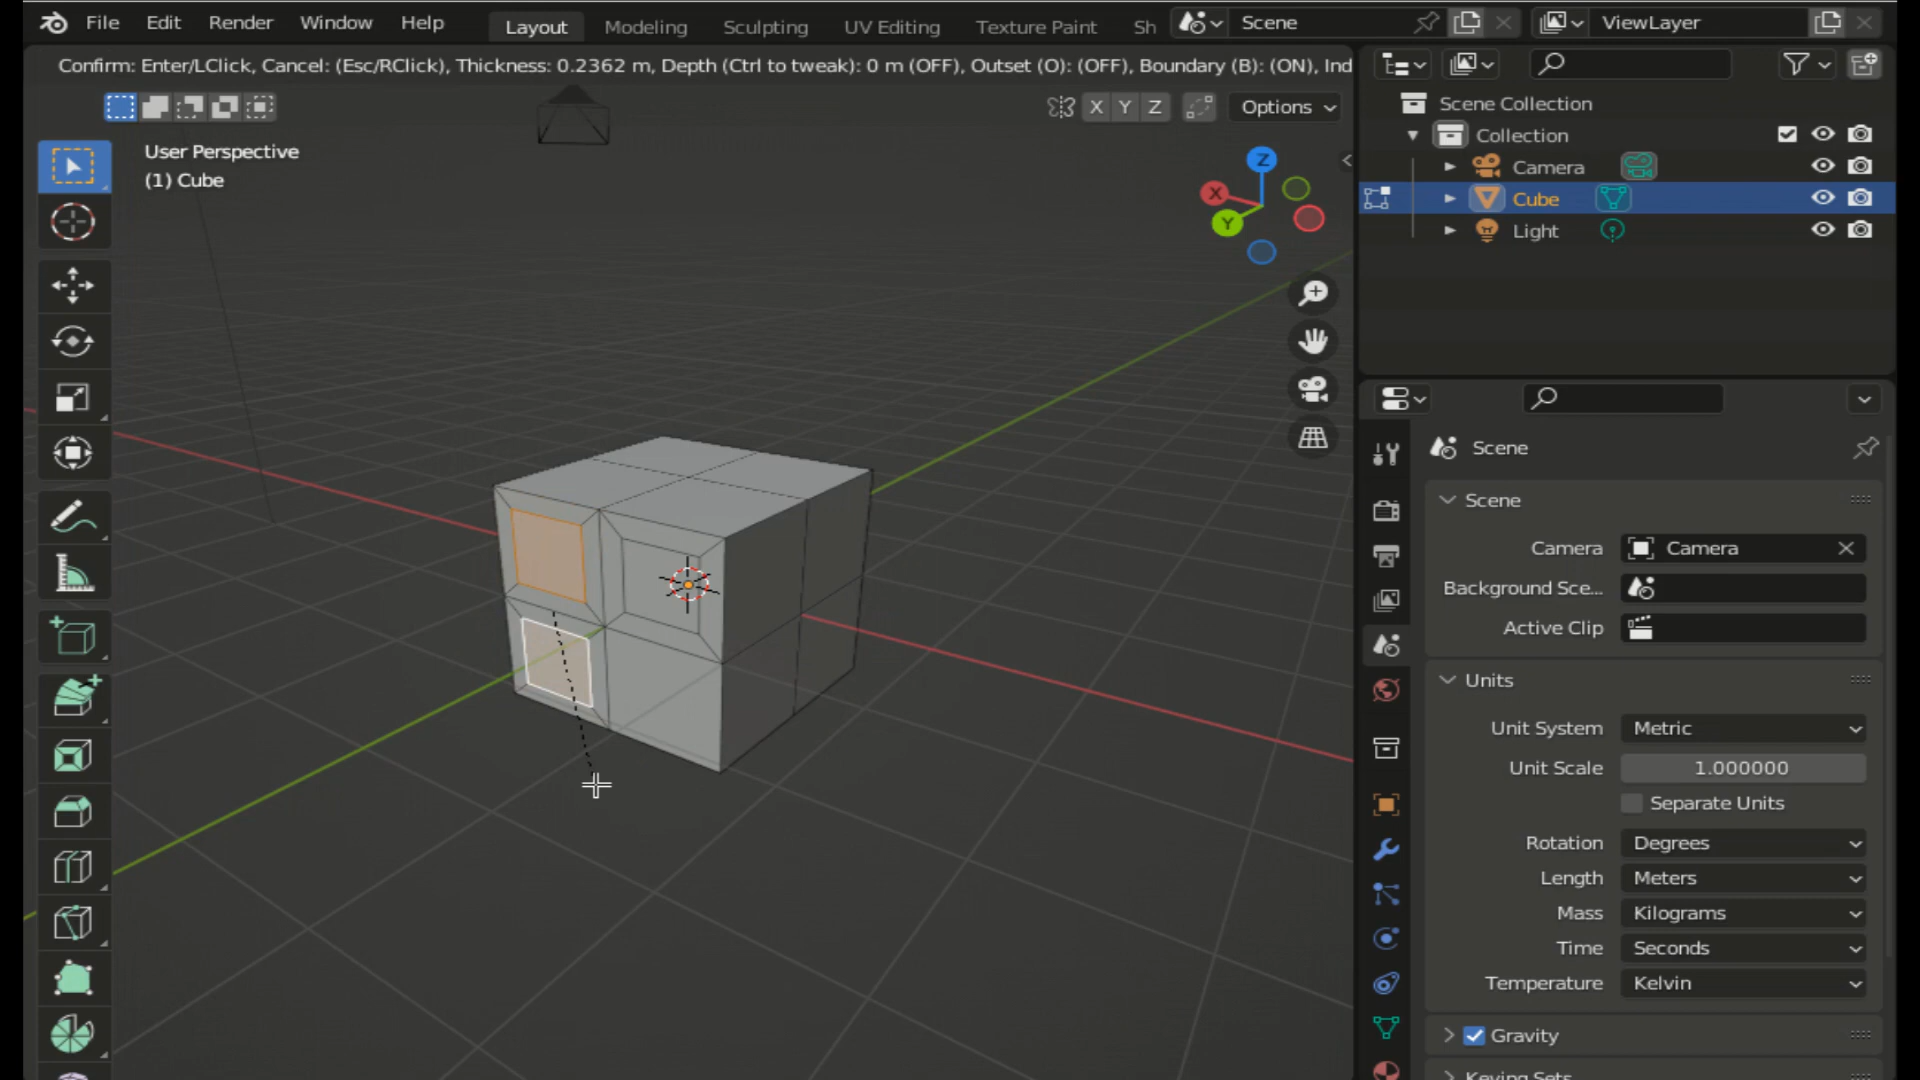 File Edit Render Window Help Layout Modeling Sculpting UV Editing Texture Paint Sh Scene ViewLayer
Confirm: Enter/LClick, Cancel: (Esc/RClick), Thickness: 0.2362 m, Depth (Ctrl to tweak): 0 m (OFF), Outset (O): (OFF), Boundary (B): (ON), Ind
X Y Z Options
User Perspective
(1) Cube
Z
X
Y
Scene Collection
Collection
Camera
Cube
Light
Scene
Scene
Camera Camera
Background Sce...
Active Clip
Units
Unit System Metric
Unit Scale 1.000000
Separate Units
Rotation Degrees
Length Meters
Mass Kilograms
Time Seconds
Temperature Kelvin
Gravity
Keying Sets